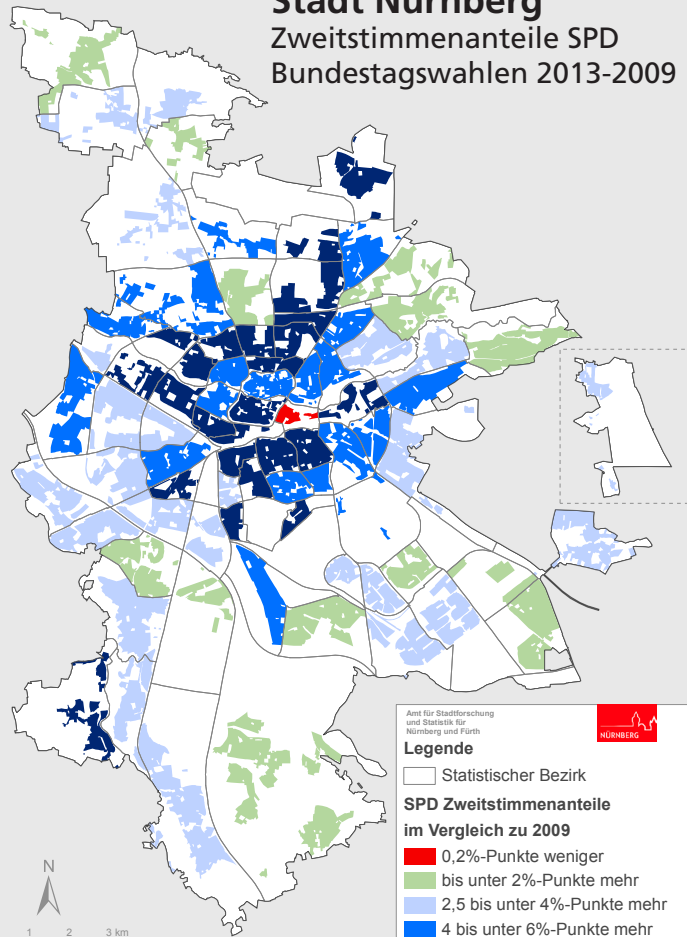 Stadt Nürnberg
Zweitstimmenanteile SPD
Bundestagswahlen 2013-2009
Amt für Stadtforschung
und Statistik für
Nürnberg und Fürth
NÜRNBERG
Legende
Statistischer Bezirk
SPD Zweitstimmenanteile
im Vergleich zu 2009
0,2%-Punkte weniger
bis unter 2%-Punkte mehr
2,5 bis unter 4%-Punkte mehr
4 bis unter 6%-Punkte mehr
N
1 2 3 km